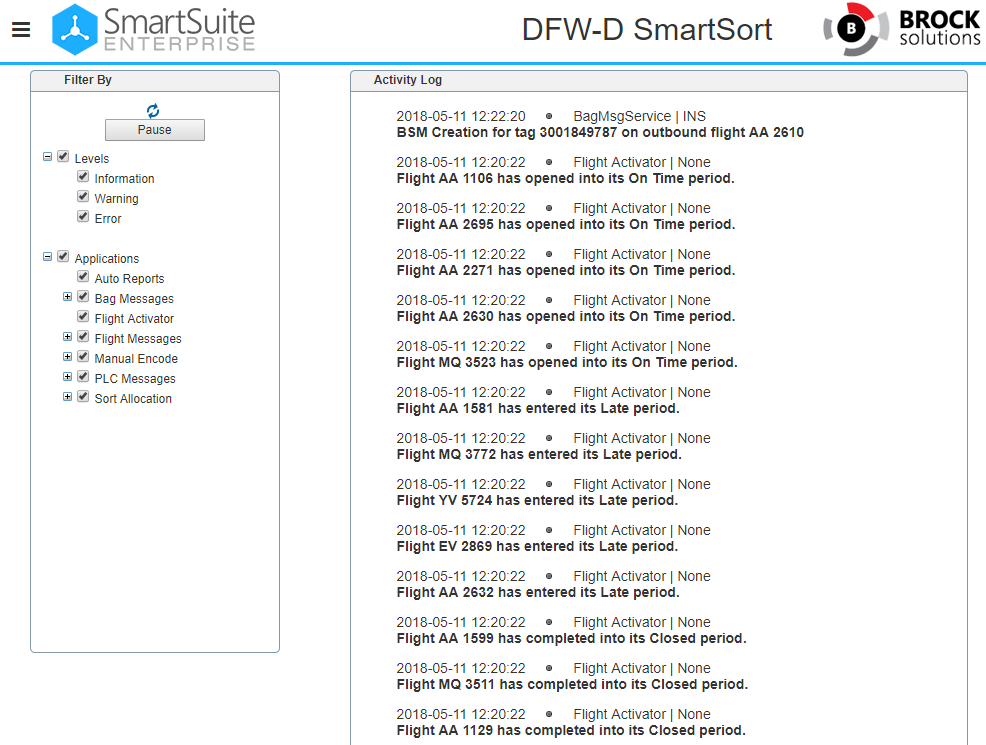 SmartSuite
ENTERPRISE
DFW-D SmartSort
B
BROCK
solutions
Filter By
Pause
Levels
Information
Warning
Error
Applications
Auto Reports
Bag Messages
Flight Activator
Flight Messages
Manual Encode
PLC Messages
Sort Allocation
Activity Log
2018-05-11 12:22:20 • BagMsgService | INS
BSM Creation for tag 3001849787 on outbound flight AA 2610
2018-05-11 12:20:22 • Flight Activator | None
Flight AA 1106 has opened into its On Time period.
2018-05-11 12:20:22 • Flight Activator | None
Flight AA 2695 has opened into its On Time period.
2018-05-11 12:20:22 • Flight Activator | None
Flight AA 2271 has opened into its On Time period.
2018-05-11 12:20:22 • Flight Activator | None
Flight AA 2630 has opened into its On Time period.
2018-05-11 12:20:22 • Flight Activator | None
Flight MQ 3523 has opened into its On Time period.
2018-05-11 12:20:22 • Flight Activator | None
Flight AA 1581 has entered its Late period.
2018-05-11 12:20:22 • Flight Activator | None
Flight MQ 3772 has entered its Late period.
2018-05-11 12:20:22 • Flight Activator | None
Flight YV 5724 has entered its Late period.
2018-05-11 12:20:22 • Flight Activator | None
Flight EV 2869 has entered its Late period.
2018-05-11 12:20:22 • Flight Activator | None
Flight AA 2632 has entered its Late period.
2018-05-11 12:20:22 • Flight Activator | None
Flight AA 1599 has completed into its Closed period.
2018-05-11 12:20:22 • Flight Activator | None
Flight MQ 3511 has completed into its Closed period.
2018-05-11 12:20:22 • Flight Activator | None
Flight AA 1129 has completed into its Closed period.